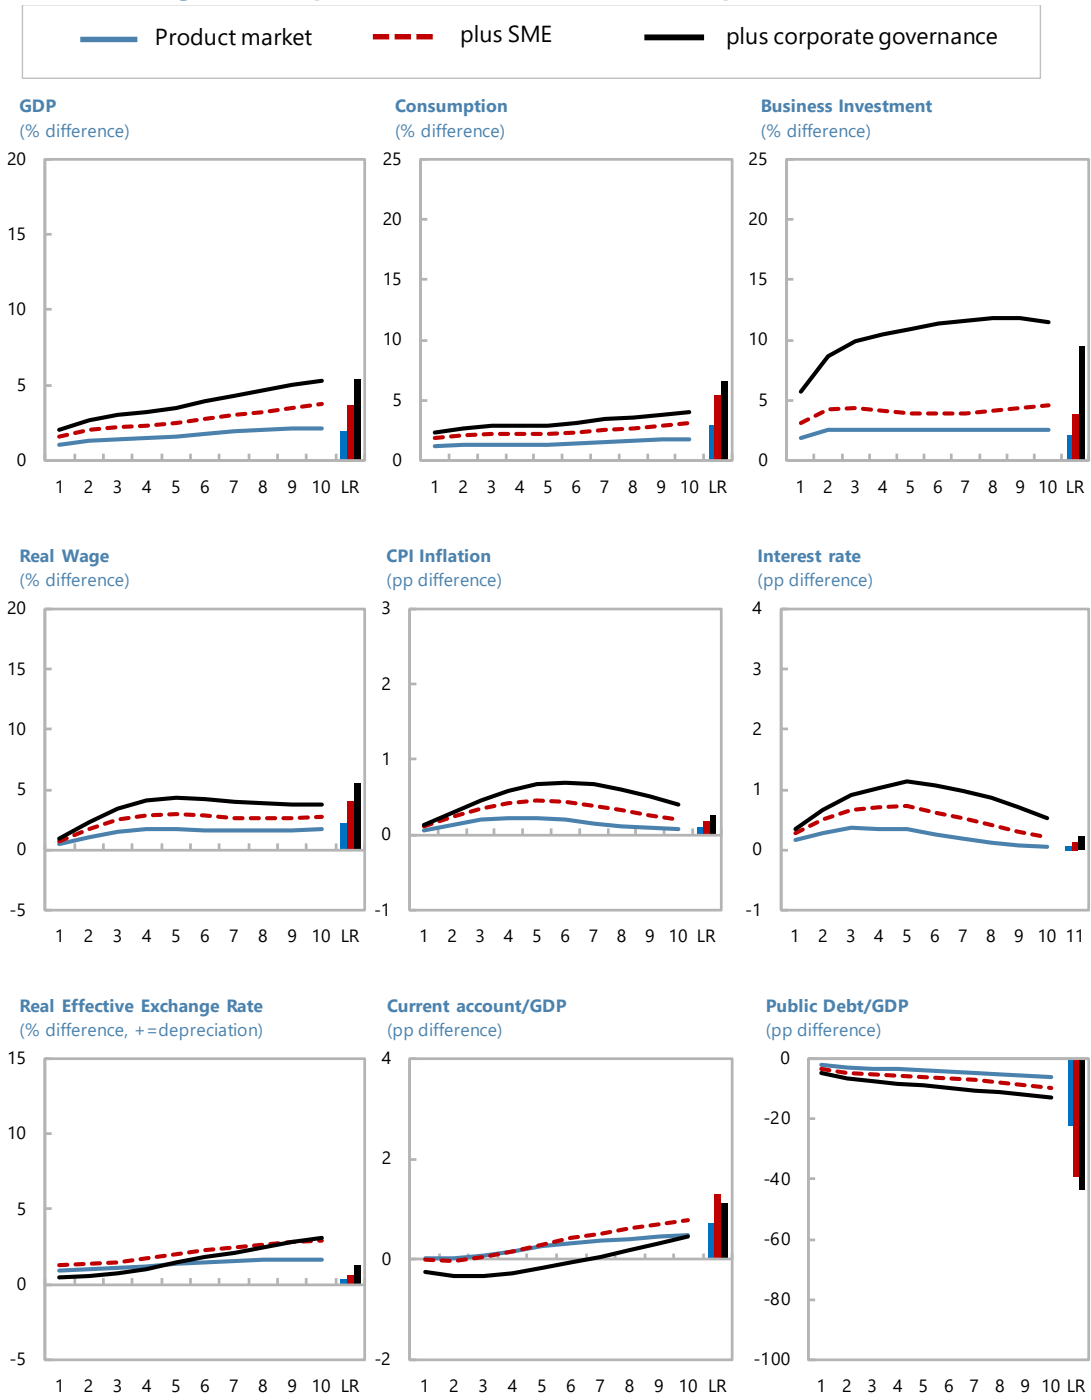 Product market plus SME plus corporate governance
GDP Consumption Business Investment
(% difference) (% difference) (% difference)
20 25 25
20 20
15
15 15
10
10 10
5
5 5
0 0 0
1 2 3 4 5 6 7 8 9 10 LR 1 2 3 4 5 6 7 8 9 10 LR 1 2 3 4 5 6 7 8 9 10 LR
Real Wage CPI Inflation Interest rate
(% difference) (pp difference) (pp difference)
20 3 4
15 3
2
10 2
1
5 1
0 0 0
-5 -1 -1
1 2 3 4 5 6 7 8 9 10 LR 1 2 3 4 5 6 7 8 9 10 LR 1 2 3 4 5 6 7 8 9 10 11
Real Effective Exchange Rate Current account/GDP Public Debt/GDP
(% difference, +=depreciation) (pp difference) (pp difference)
15 4 0
-20
10 2
-40
5
0 0 -60
-80
-5 -2 -100
1 2 3 4 5 6 7 8 9 10 LR 1 2 3 4 5 6 7 8 9 10 LR 1 2 3 4 5 6 7 8 9 10 LR